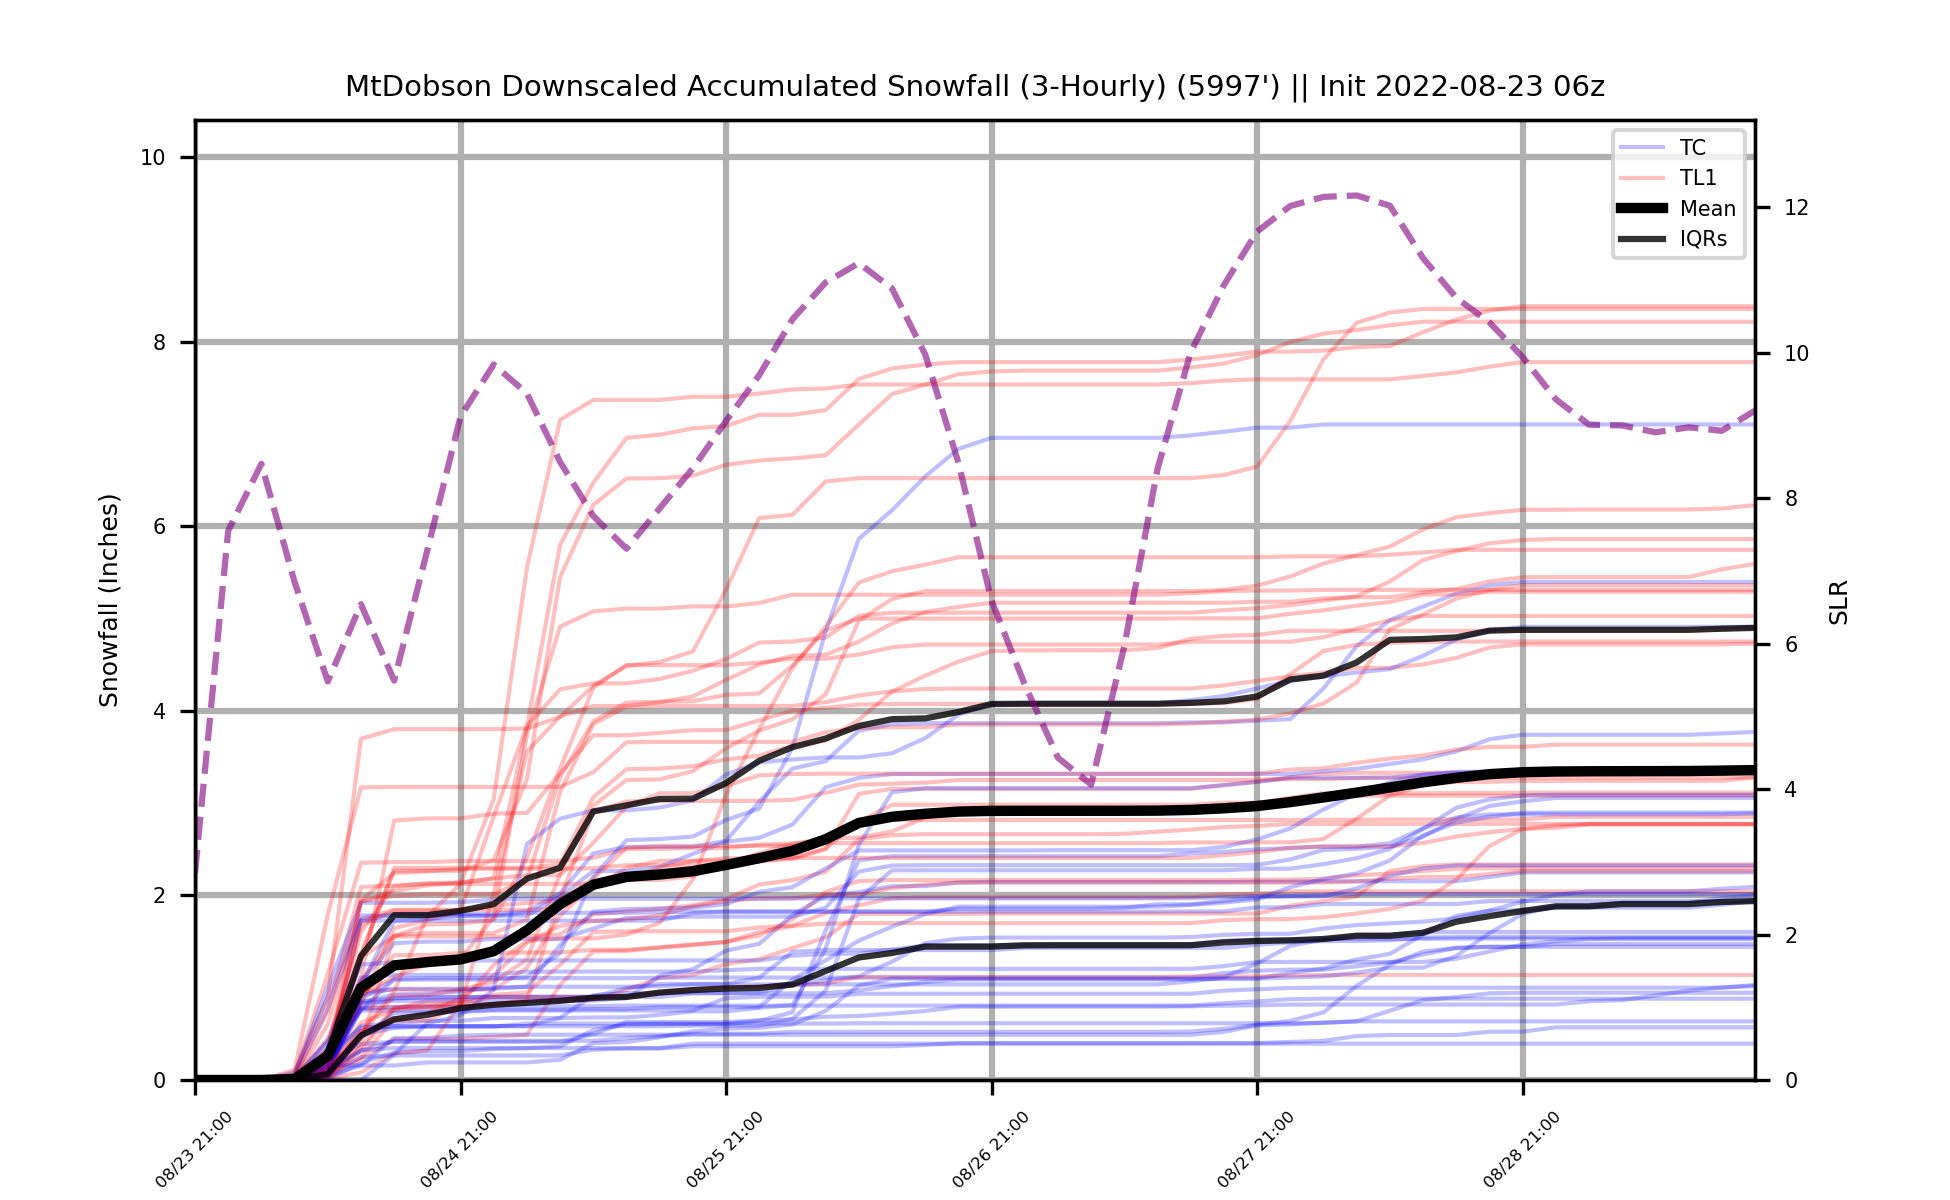 MtDobson Downscaled Accumulated Snowfall (3-Hourly) (5997') || Init 2022-08-23 06z
TC
TL1
Mean
IQRs
Snowfall (Inches)
10
8
6
4
2
0
SLR
12
10
8
6
4
2
0
08/23 21:00
08/24 21:00
08/25 21:00
08/26 21:00
08/27 21:00
08/28 21:00